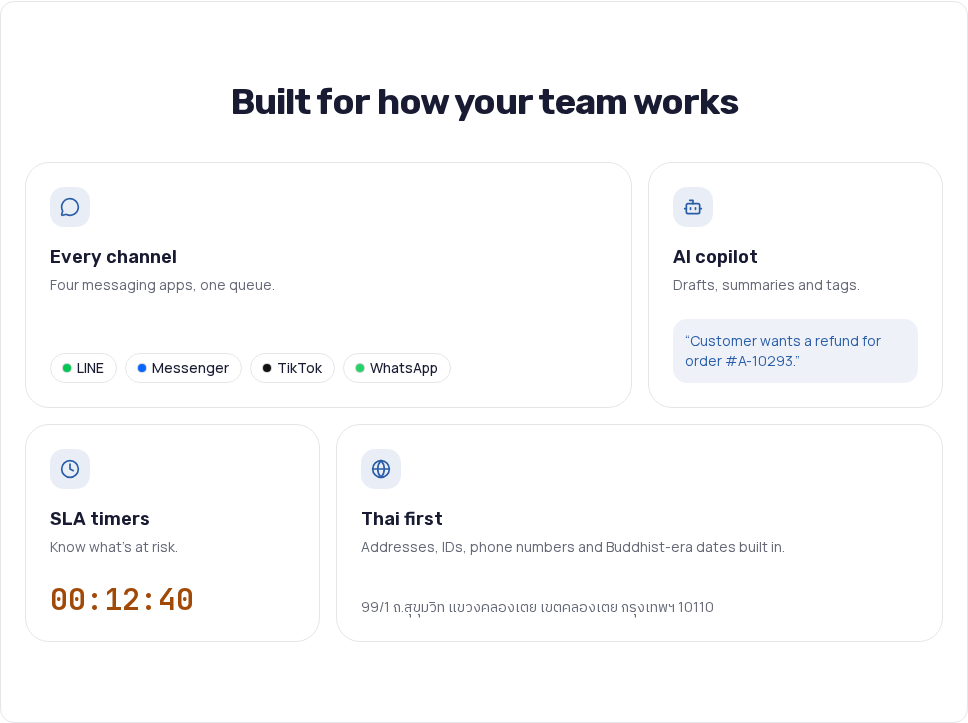 Built for how your team works
Every channel
Four messaging apps, one queue.
LINE
Messenger
TikTok
WhatsApp
AI copilot
Drafts, summaries and tags.
“Customer wants a refund for
order #A-10293.”
SLA timers
Know what's at risk.
00:12:40
Thai first
Addresses, IDs, phone numbers and Buddhist-era dates built in.
99/1 ถ.สุขุมวิท แขวงคลองเตย เขตคลองเตย กรุงเทพฯ 10110